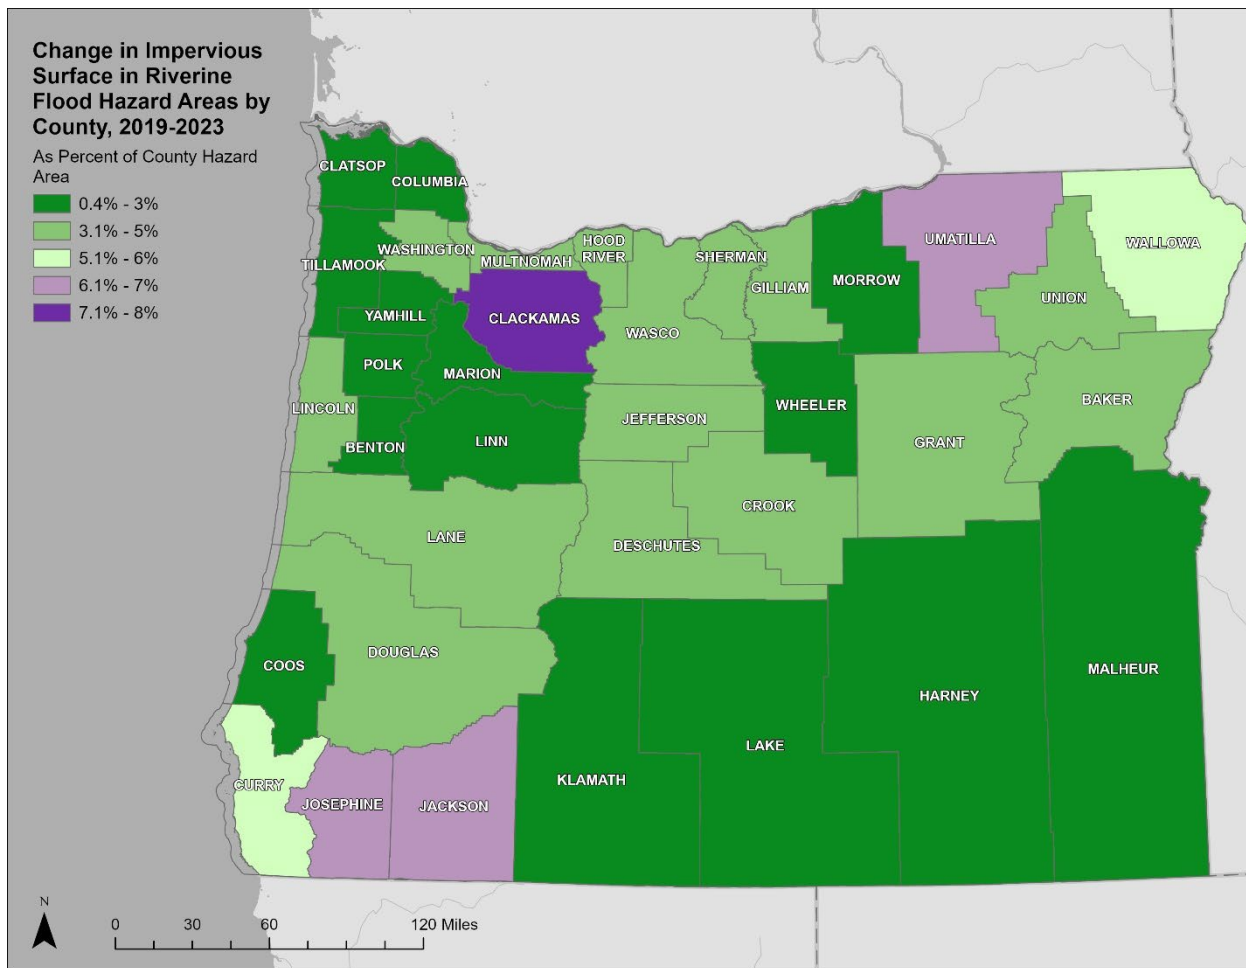 Change in Impervious
Surface in Riverine
Flood Hazard Areas by
County, 2019-2023
As Percent of County Hazard
Area
0.4% - 3%
3.1% - 5%
5.1% - 6%
6.1% - 7%
7.1% - 8%
CLATSOP
COLUMBIA
TILLAMOOK
WASHINGTON
MULTNOMAH
HOOD
RIVER
SHERMAN
GILLIAM
MORROW
UMATILLA
UNION
WALLOWA
YAMHILL
CLACKAMAS
WASCO
POLK
MARION
LINCOLN
BENTON
LINN
JEFFERSON
WHEELER
GRANT
BAKER
LANE
DESCHUTES
CROOK
COOS
DOUGLAS
CURRY
JOSEPHINE
JACKSON
KLAMATH
LAKE
HARNEY
MALHEUR
N
0 30 60 120 Miles